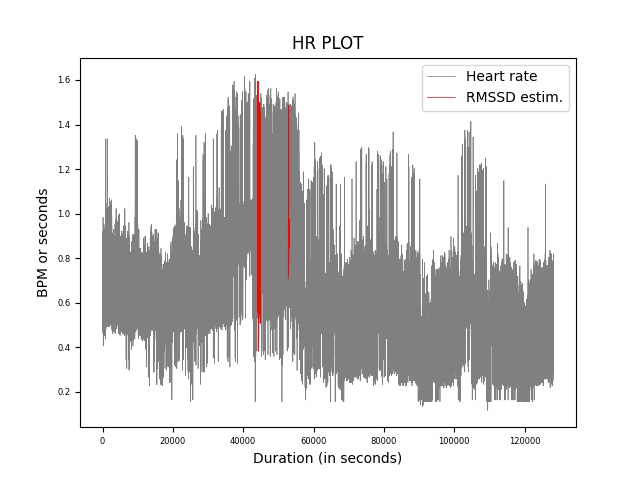 HR PLOT
Heart rate
RMSSD estim.
1.6
1.4
1.2
1.0
0.8
0.6
0.4
0.2
BPM or seconds
0 20000 40000 60000 80000 100000 120000
Duration (in seconds)